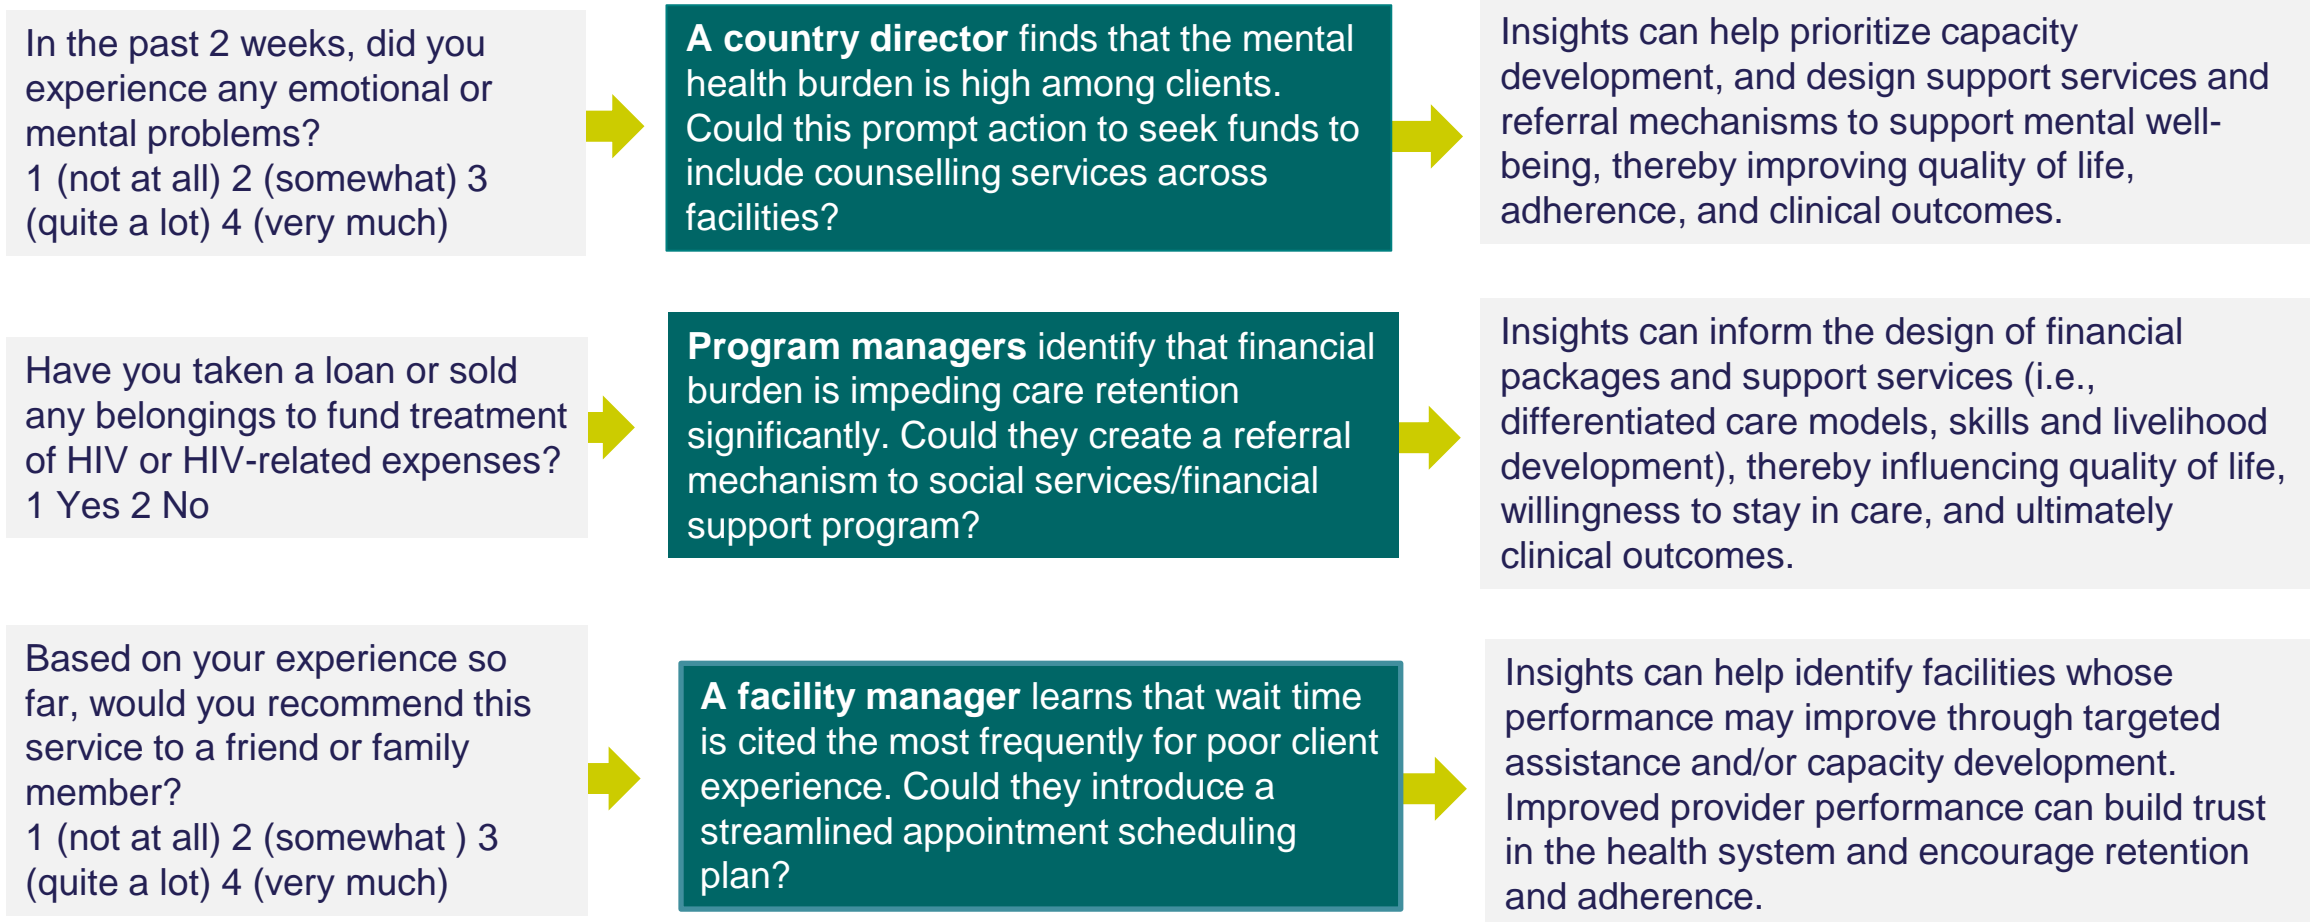 In the past 2 weeks, did you
experience any emotional or
mental problems?
1 (not at all) 2 (somewhat) 3
(quite a lot) 4 (very much)
A country director finds that the mental
health burden is high among clients.
Could this prompt action to seek funds to
include counselling services across
facilities?
Insights can help prioritize capacity
development, and design support services and
referral mechanisms to support mental well-
being, thereby improving quality of life,
adherence, and clinical outcomes.
Have you taken a loan or sold
any belongings to fund treatment
of HIV or HIV-related expenses?
1 Yes 2 No
Program managers identify that financial
burden is impeding care retention
significantly. Could they create a referral
mechanism to social services/financial
support program?
Insights can inform the design of financial
packages and support services (i.e.,
differentiated care models, skills and livelihood
development), thereby influencing quality of life,
willingness to stay in care, and ultimately
clinical outcomes.
Based on your experience so
far, would you recommend this
service to a friend or family
member?
1 (not at all) 2 (somewhat ) 3
(quite a lot) 4 (very much)
A facility manager learns that wait time
is cited the most frequently for poor client
experience. Could they introduce a
streamlined appointment scheduling
plan?
Insights can help identify facilities whose
performance may improve through targeted
assistance and/or capacity development.
Improved provider performance can build trust
in the health system and encourage retention
and adherence.